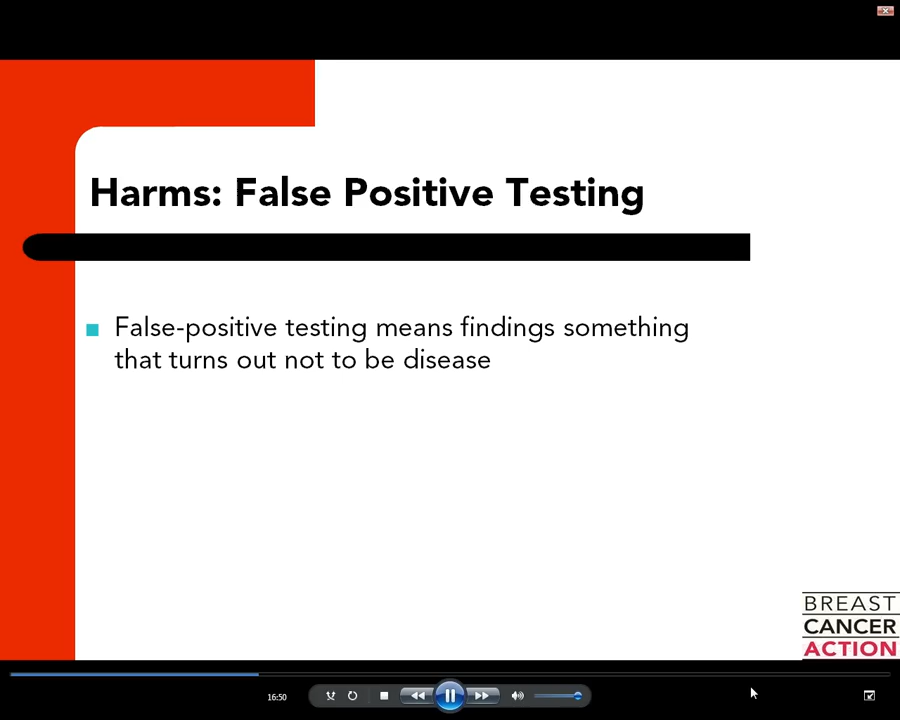 Harms: False Positive Testing
False-positive testing means findings something
that turns out not to be disease
BREAST
CANCER
ACTION
16:50